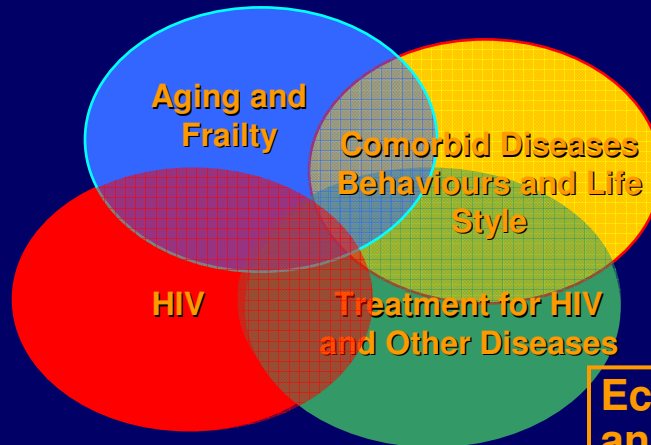 Aging and
Frailty
Comorbid Diseases
Behaviours and Life
Style
HIV
Treatment for HIV
and Other Diseases